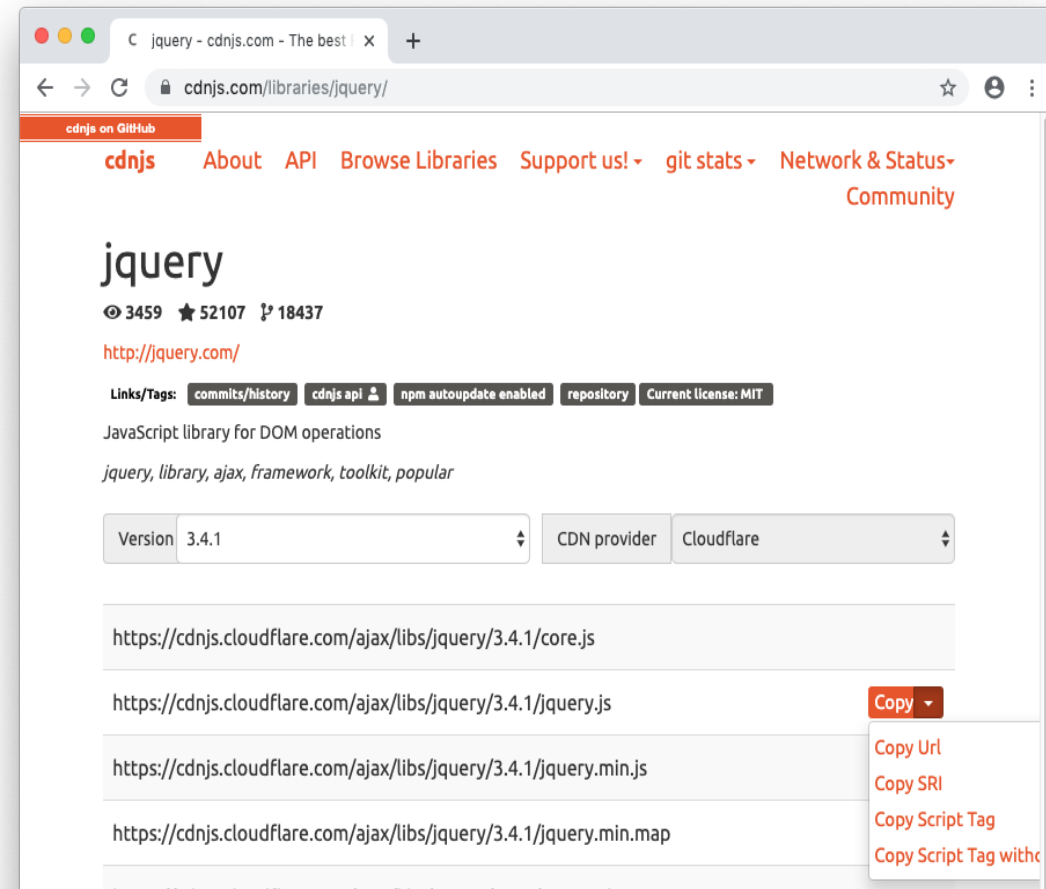 jquery - cdnjs.com - The best
cdnjs.com/libraries/jquery/
cdnjs on GitHub
cdnjs About API Browse Libraries Support us! git stats Network & Status
Community
jquery
3459 52107 18437
http://jquery.com/
Links/Tags: commits/history cdnjs api npm autoupdate enabled repository Current license: MIT
JavaScript library for DOM operations
jquery, library, ajax, framework, toolkit, popular
Version 3.4.1 CDN provider Cloudflare
https://cdnjs.cloudflare.com/ajax/libs/jquery/3.4.1/core.js
https://cdnjs.cloudflare.com/ajax/libs/jquery/3.4.1/jquery.js Copy
Copy Url
https://cdnjs.cloudflare.com/ajax/libs/jquery/3.4.1/jquery.min.js
Copy SRI
Copy Script Tag
https://cdnjs.cloudflare.com/ajax/libs/jquery/3.4.1/jquery.min.map
Copy Script Tag